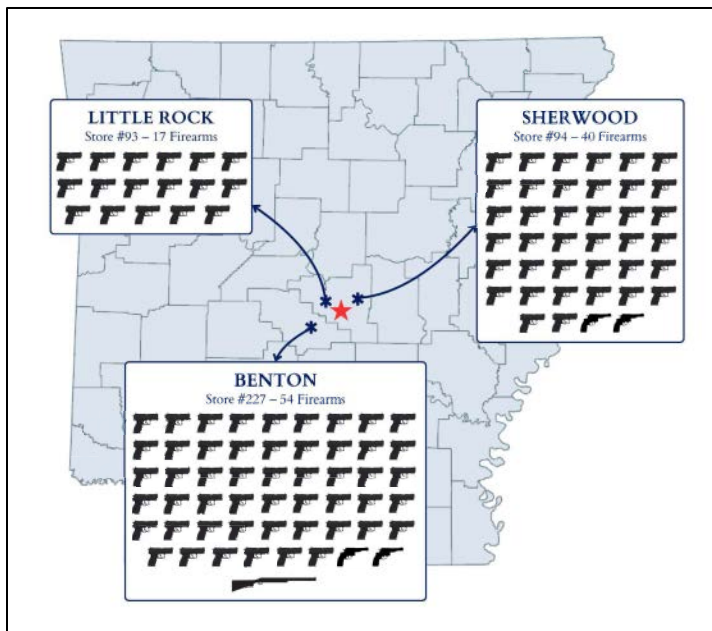 LITTLE ROCK
Store #93 – 17 Firearms
SHERWOOD
Store #94 – 40 Firearms
BENTON
Store #227 – 54 Firearms